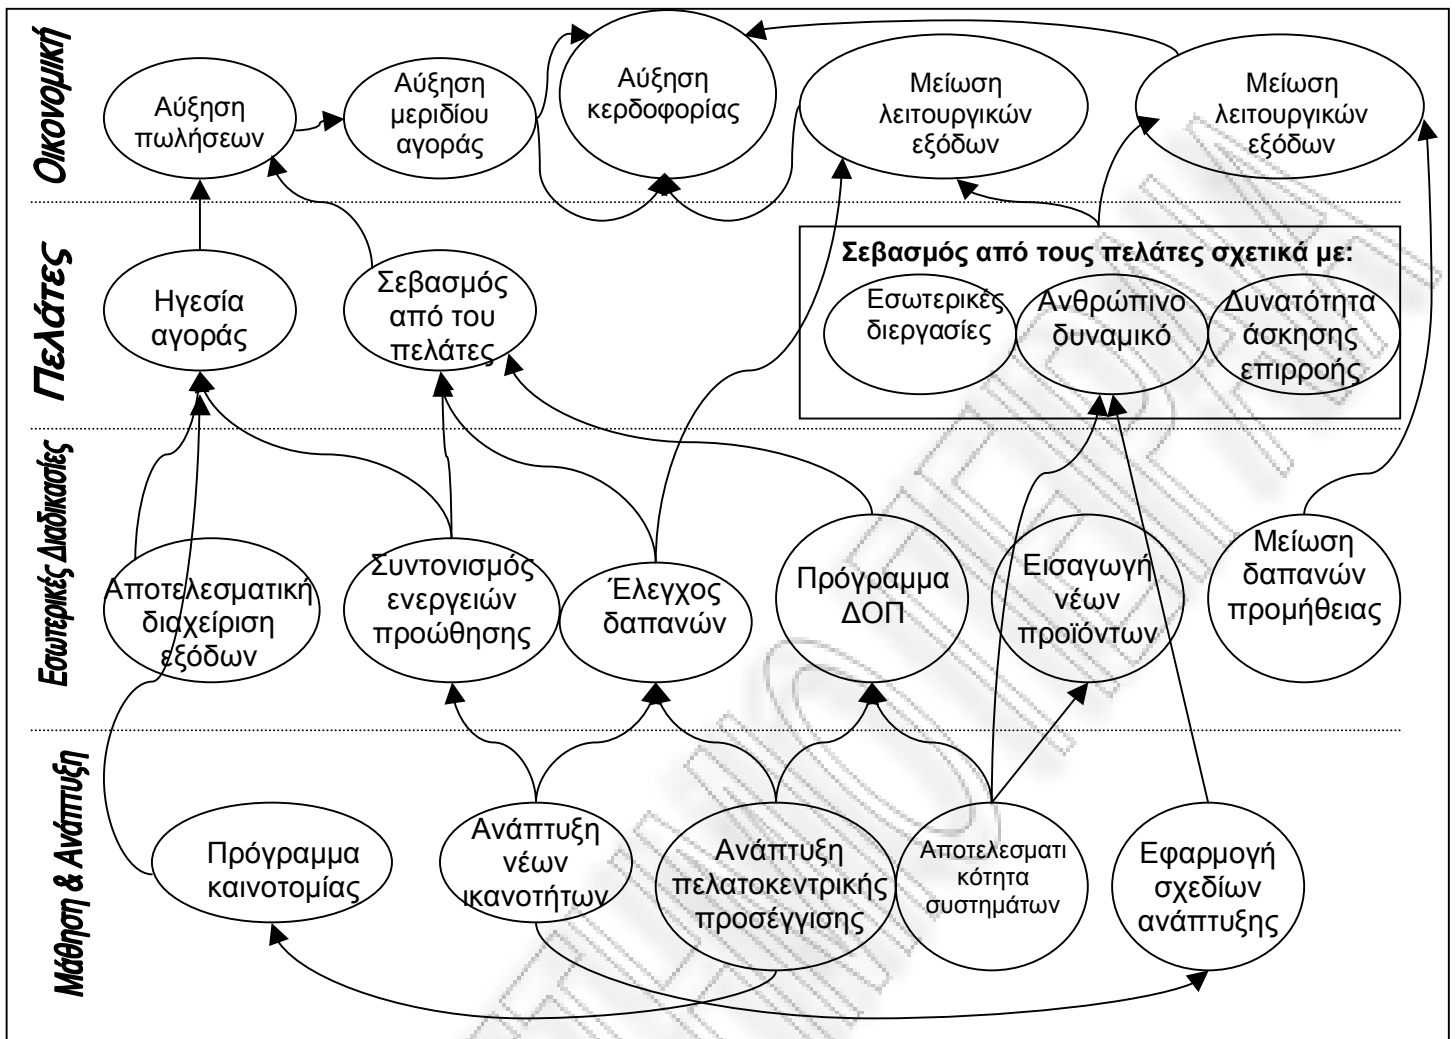 Οικονομική
Αύξηση
πωλήσεων
Αύξηση
μεριδίου
αγοράς
Αύξηση
κερδοφορίας
Μείωση
λειτουργικών
εξόδων
Μείωση
λειτουργικών
εξόδων
Πελάτες
Ηγεσία
αγοράς
Σεβασμός
από του
πελάτες
Σεβασμός από τους πελάτες σχετικά με:
Εσωτερικές
διεργασίες
Ανθρώπινο
δυναμικό
Δυνατότητα
άσκησης
επιρροής
Εσωτερικές Διαδικασίες
Αποτελεσματική
διαχείριση
εξόδων
Συντονισμός
ενεργειών
προώθησης
Έλεγχος
δαπανών
Πρόγραμμα
ΔΟΠ
Εισαγωγή
νέων
προϊόντων
Μείωση
δαπανών
προμήθειας
Μάθηση & Ανάπτυξη
Πρόγραμμα
καινοτομίας
Ανάπτυξη
νέων
ικανοτήτων
Ανάπτυξη
πελατοκεντρικής
προσέγγισης
Αποτελεσματι
κότητα
συστημάτων
Εφαρμογή
σχεδίων
ανάπτυξης